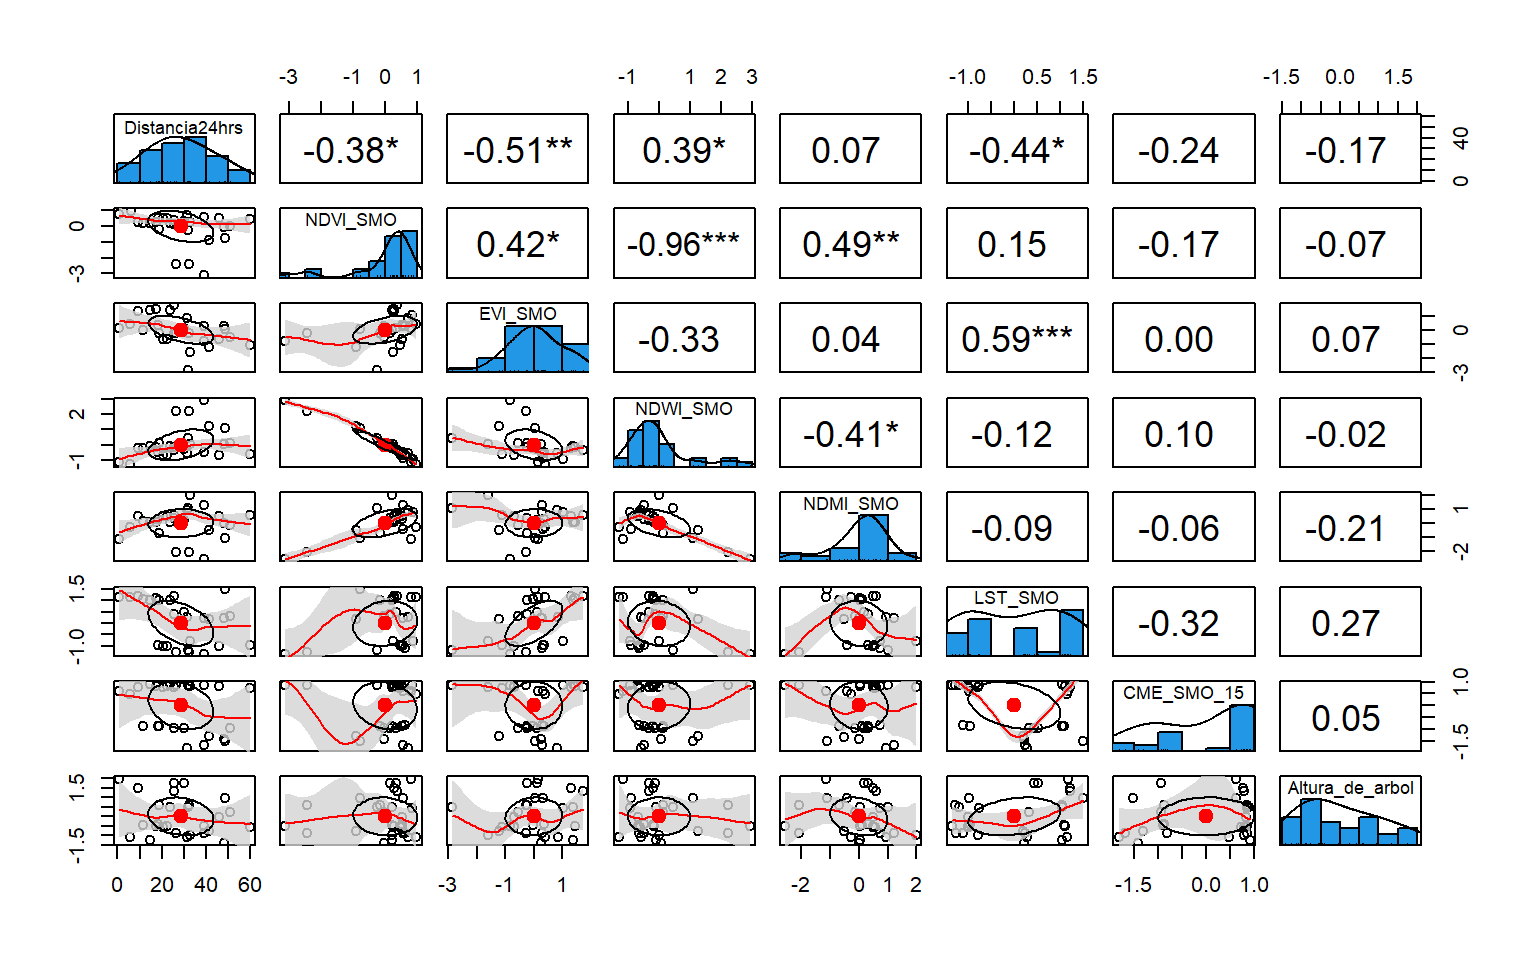 -3 -1 0 1 -1 1 2 3 -1.0 0.5 1.5 -1.5 0.0 1.5
Distancia24hrs -0.38* -0.51** 0.39* 0.07 -0.44* -0.24 -0.17 0 40
-3 0 NDVI_SMO 0.42* -0.96*** 0.49** 0.15 -0.17 -0.07
EVI_SMO -0.33 0.04 0.59*** 0.00 0.07 -3 0
-1 2 NDWI_SMO -0.41* -0.12 0.10 -0.02
NDMI_SMO -0.09 -0.06 -0.21 -2 1
-1.0 1.5 LST_SMO -0.32 0.27
CME_SMO_15 0.05 -1.5 1.0
-1.5 1.5 Altura_de_arbol
0 20 40 60 -3 -1 1 -2 0 1 2 -1.5 0.0 1.0